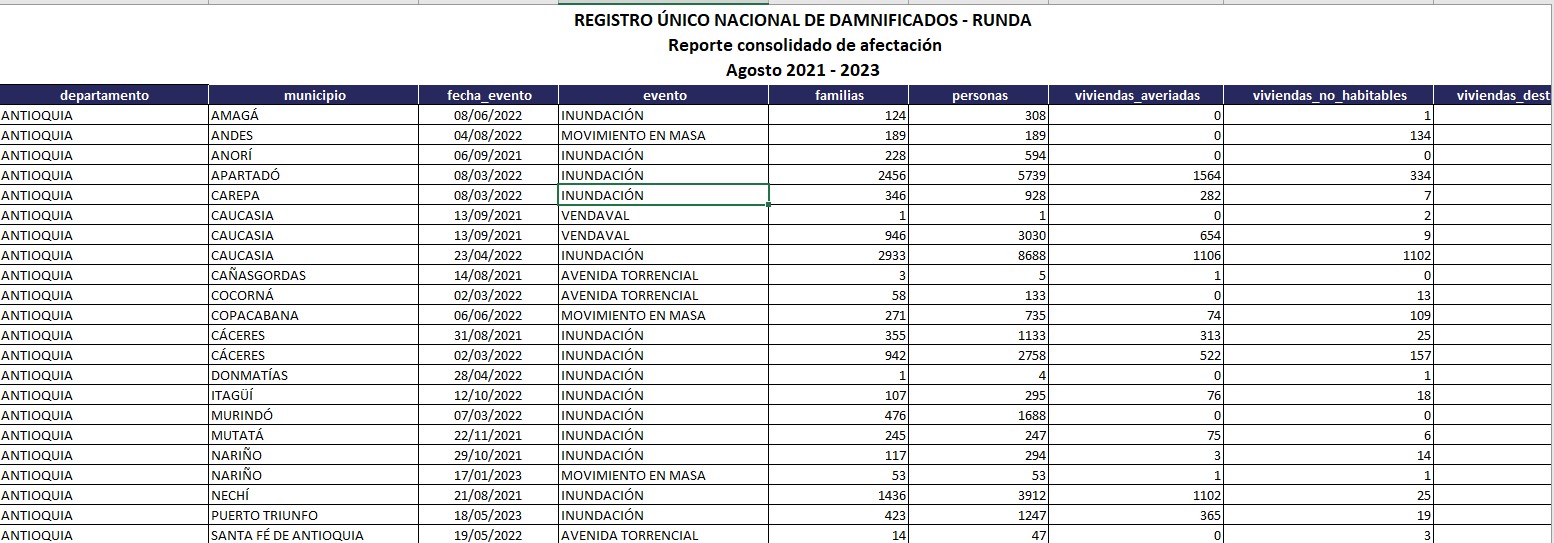 REGISTRO ÚNICO NACIONAL DE DAMNIFICADOS - RUNDA
Reporte consolidado de afectación
Agosto 2021 - 2023
departamento municipio fecha_evento evento familias personas viviendas_averiadas viviendas_no_habitables viviendas_dest
ANTIOQUIA AMAGÁ 08/06/2022 INUNDACIÓN 124 308 0 1
ANTIOQUIA ANDES 04/08/2022 MOVIMIENTO EN MASA 189 189 0 134
ANTIOQUIA ANORÍ 06/09/2021 INUNDACIÓN 228 594 0 0
ANTIOQUIA APARTADÓ 08/03/2022 INUNDACIÓN 2456 5739 1564 334
ANTIOQUIA CAREPA 08/03/2022 INUNDACIÓN 346 928 282 7
ANTIOQUIA CAUCASIA 13/09/2021 VENDAVAL 1 1 0 2
ANTIOQUIA CAUCASIA 13/09/2021 VENDAVAL 946 3030 654 9
ANTIOQUIA CAUCASIA 23/04/2022 INUNDACIÓN 2933 8688 1106 1102
ANTIOQUIA CAÑASGORDAS 14/08/2021 AVENIDA TORRENCIAL 3 5 1 0
ANTIOQUIA COCORNÁ 02/03/2022 AVENIDA TORRENCIAL 58 133 0 13
ANTIOQUIA COPACABANA 06/06/2022 MOVIMIENTO EN MASA 271 735 74 109
ANTIOQUIA CÁCERES 31/08/2021 INUNDACIÓN 355 1133 313 25
ANTIOQUIA CÁCERES 02/03/2022 INUNDACIÓN 942 2758 522 157
ANTIOQUIA DONMATÍAS 28/04/2022 INUNDACIÓN 1 4 0 1
ANTIOQUIA ITAGÜÍ 12/10/2022 INUNDACIÓN 107 295 76 18
ANTIOQUIA MURINDÓ 07/03/2022 INUNDACIÓN 476 1688 0 0
ANTIOQUIA MUTATÁ 22/11/2021 INUNDACIÓN 245 247 75 6
ANTIOQUIA NARIÑO 29/10/2021 INUNDACIÓN 117 294 3 14
ANTIOQUIA NARIÑO 17/01/2023 MOVIMIENTO EN MASA 53 53 1 1
ANTIOQUIA NECHÍ 21/08/2021 INUNDACIÓN 1436 3912 1102 25
ANTIOQUIA PUERTO TRIUNFO 18/05/2023 INUNDACIÓN 423 1247 365 19
ANTIOQUIA SANTA FÉ DE ANTIOQUIA 19/05/2022 AVENIDA TORRENCIAL 14 47 0 3